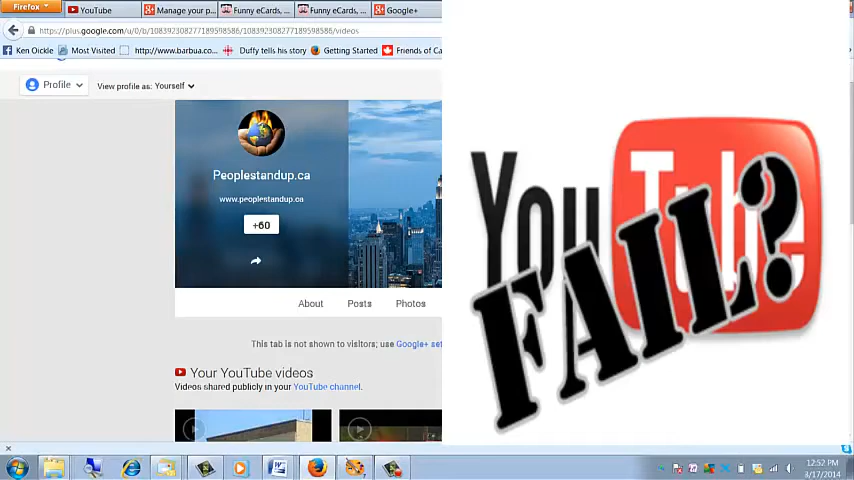 Firefox
YouTube
Manage your p...
Funny eCards, ...
Funny eCards, ...
Google+
https://plus.google.com/u/0/b/108392308277189598586/108392308277189598586/videos
Ken Oickle
Most Visited
http://www.barbua.co...
Duffy tells his story
Getting Started
Friends of Ca
Profile
View profile as: Yourself
Peoplestandup.ca
www.peoplestandup.ca
+60
About Posts Photos
This tab is not shown to visitors; use Google+ set
Your YouTube videos
Videos shared publicly in your YouTube channel.
YouTube
FAIL?
12:52 PM
3/17/2014